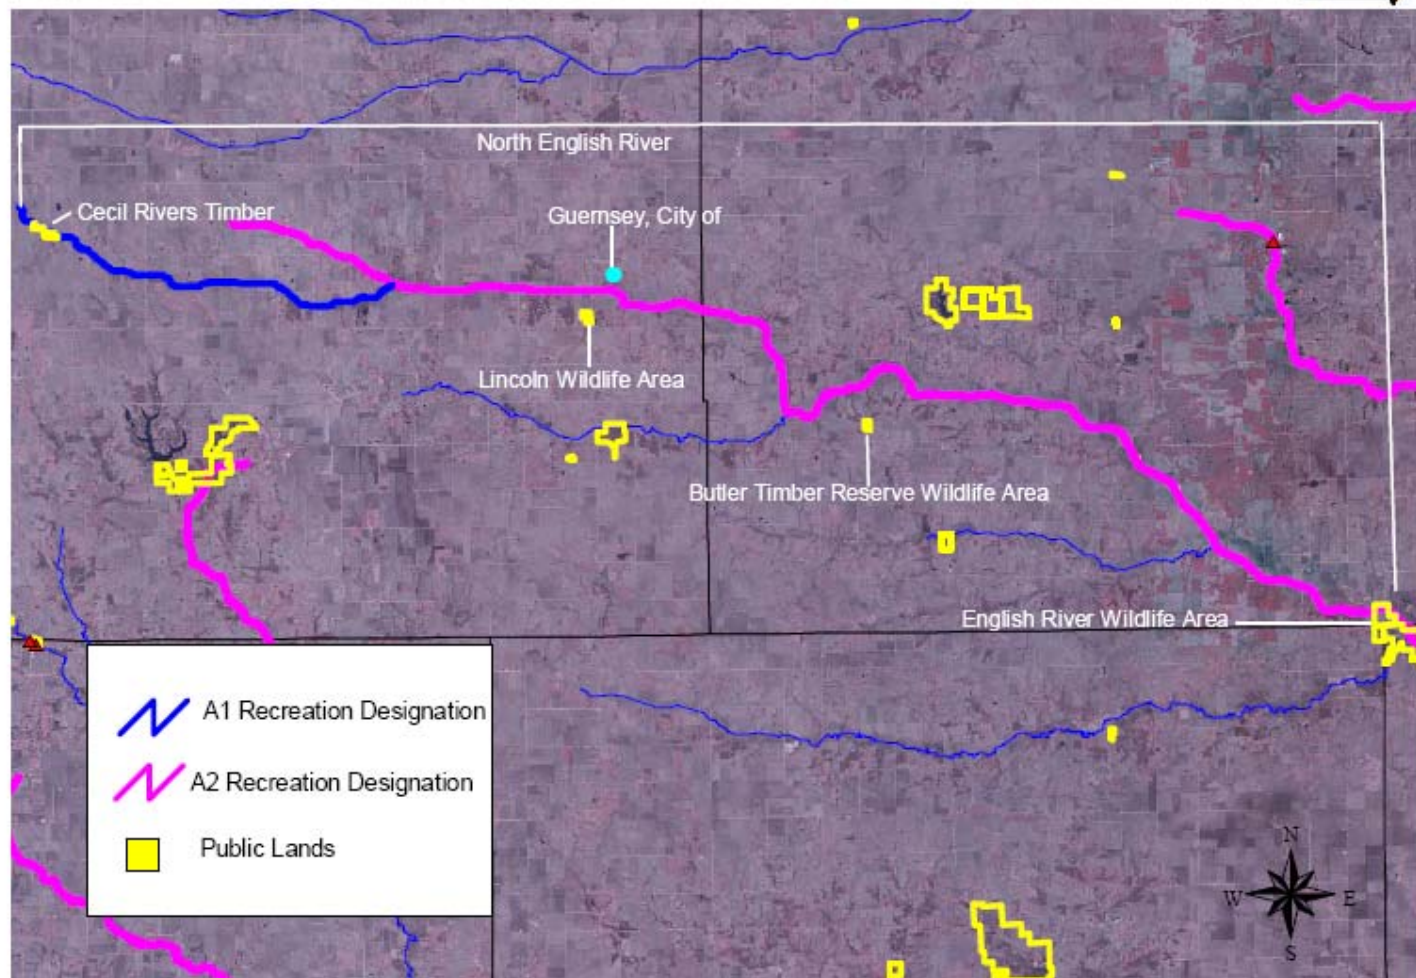 North English River
Cecil Rivers Timber
Guernsey, City of
Lincoln Wildlife Area
Butler Timber Reserve Wildlife Area
English River Wildlife Area
A1 Recreation Designation
A2 Recreation Designation
Public Lands
N
W E
S